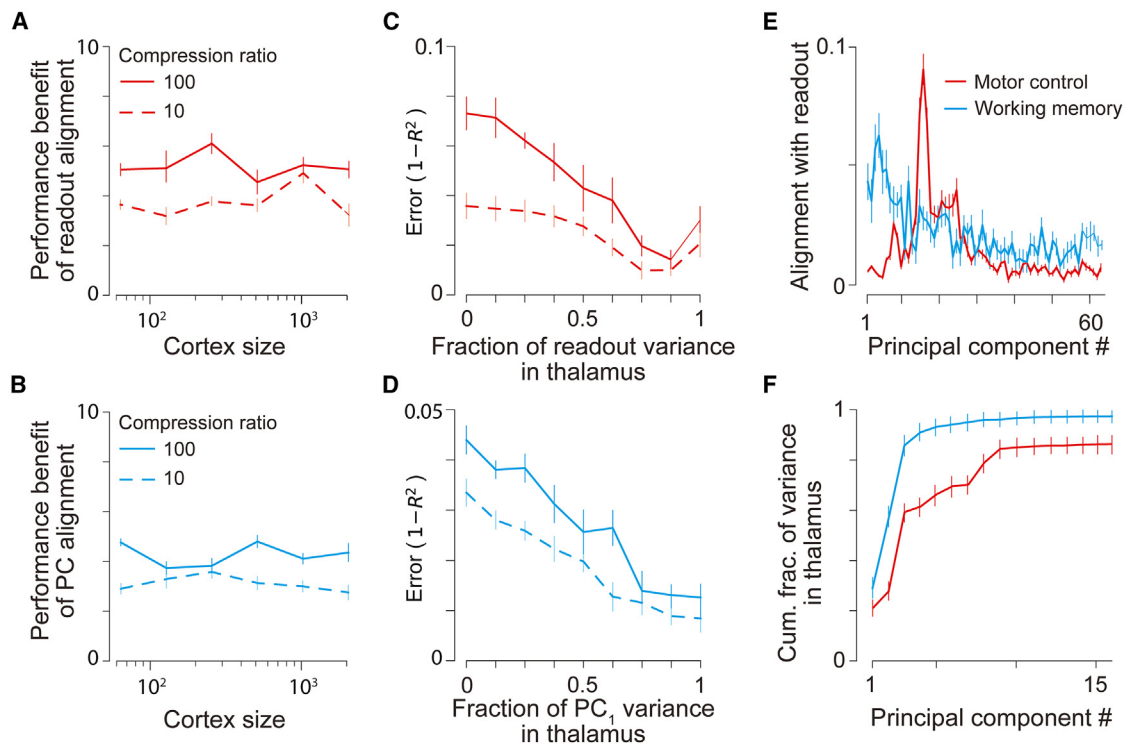 A
10
Compression ratio
100
10
Performance benefit
of readout alignment
0
10²
10³
Cortex size
C
0.1
Error (1−R²)
0
0
0.5
1
Fraction of readout variance
in thalamus
E
0.1
Motor control
Working memory
Alignment with readout
0
1
60
Principal component #
B
10
Compression ratio
100
10
Performance benefit
of PC alignment
0
10²
10³
Cortex size
D
0.05
Error (1−R²)
0
0
0.5
1
Fraction of PC₁ variance
in thalamus
F
1
Cum. frac. of variance
in thalamus
0
1
15
Principal component #